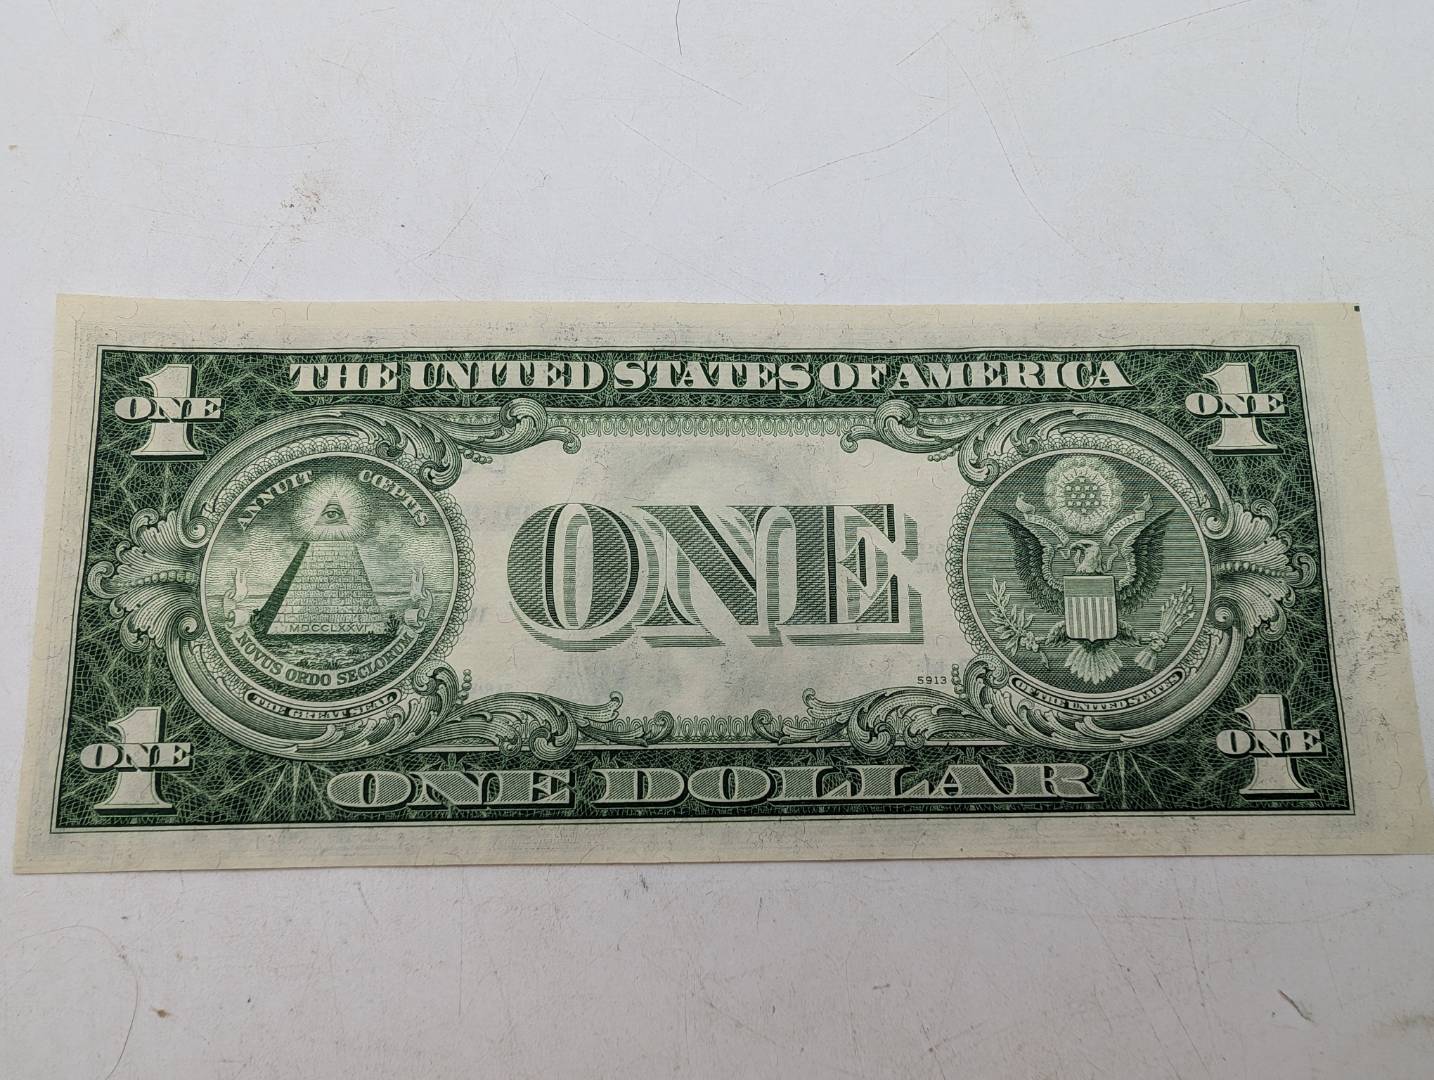 THE UNITED STATES OF AMERICA
1
ONE
1
ONE
ANNUIT CŒPTIS
MDCCLXXVI
NOVUS ORDO SECLORUM
THE GREAT SEAL
ONE
5913
OF THE UNITED STATES
1
ONE
1
ONE
ONE DOLLAR